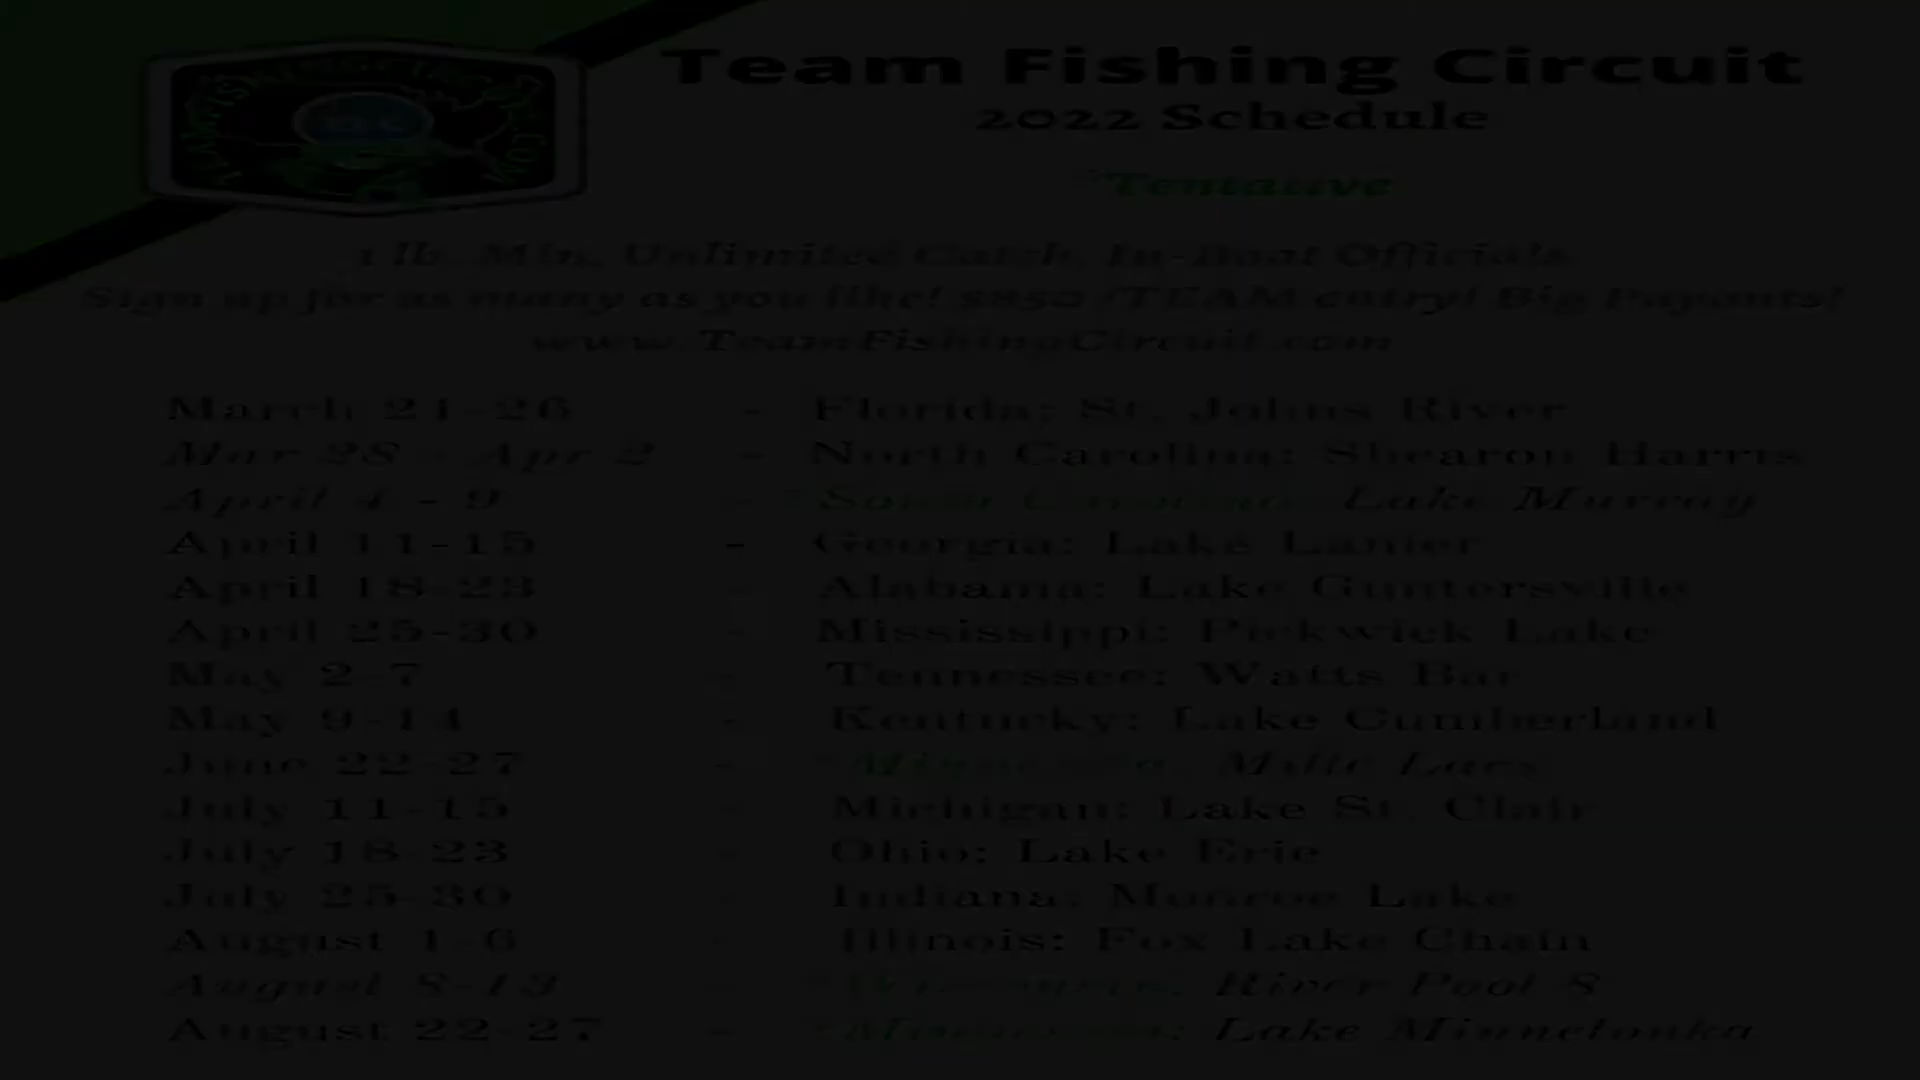 Team Fishing Circuit
2022 Schedule
*Tentative
1 lb. Min, Unlimited Catch, In-Boat Officials
Sign up for as many as you like! $850 /TEAM entry! Big Payouts!
www.TeamFishingCircuit.com
March 21-26 - Florida: St. Johns River
Mar 28 - Apr 2 - North Carolina: Shearon Harris
April 4 - 9 - *South Carolina: Lake Murray
April 11-15 - Georgia: Lake Lanier
April 18-23 - Alabama: Lake Guntersville
April 25-30 - Mississippi: Pickwick Lake
May 2-7 - Tennessee: Watts Bar
May 9-14 - Kentucky: Lake Cumberland
June 22-27 - *Minnesota: Mille Lacs
July 11-15 - Michigan: Lake St. Clair
July 18-23 - Ohio: Lake Erie
July 25-30 - Indiana: Monroe Lake
August 1-6 - Illinois: Fox Lake Chain
August 8-13 - *Wisconsin: River Pool 8
August 22-27 - *Minnesota: Lake Minnetonka